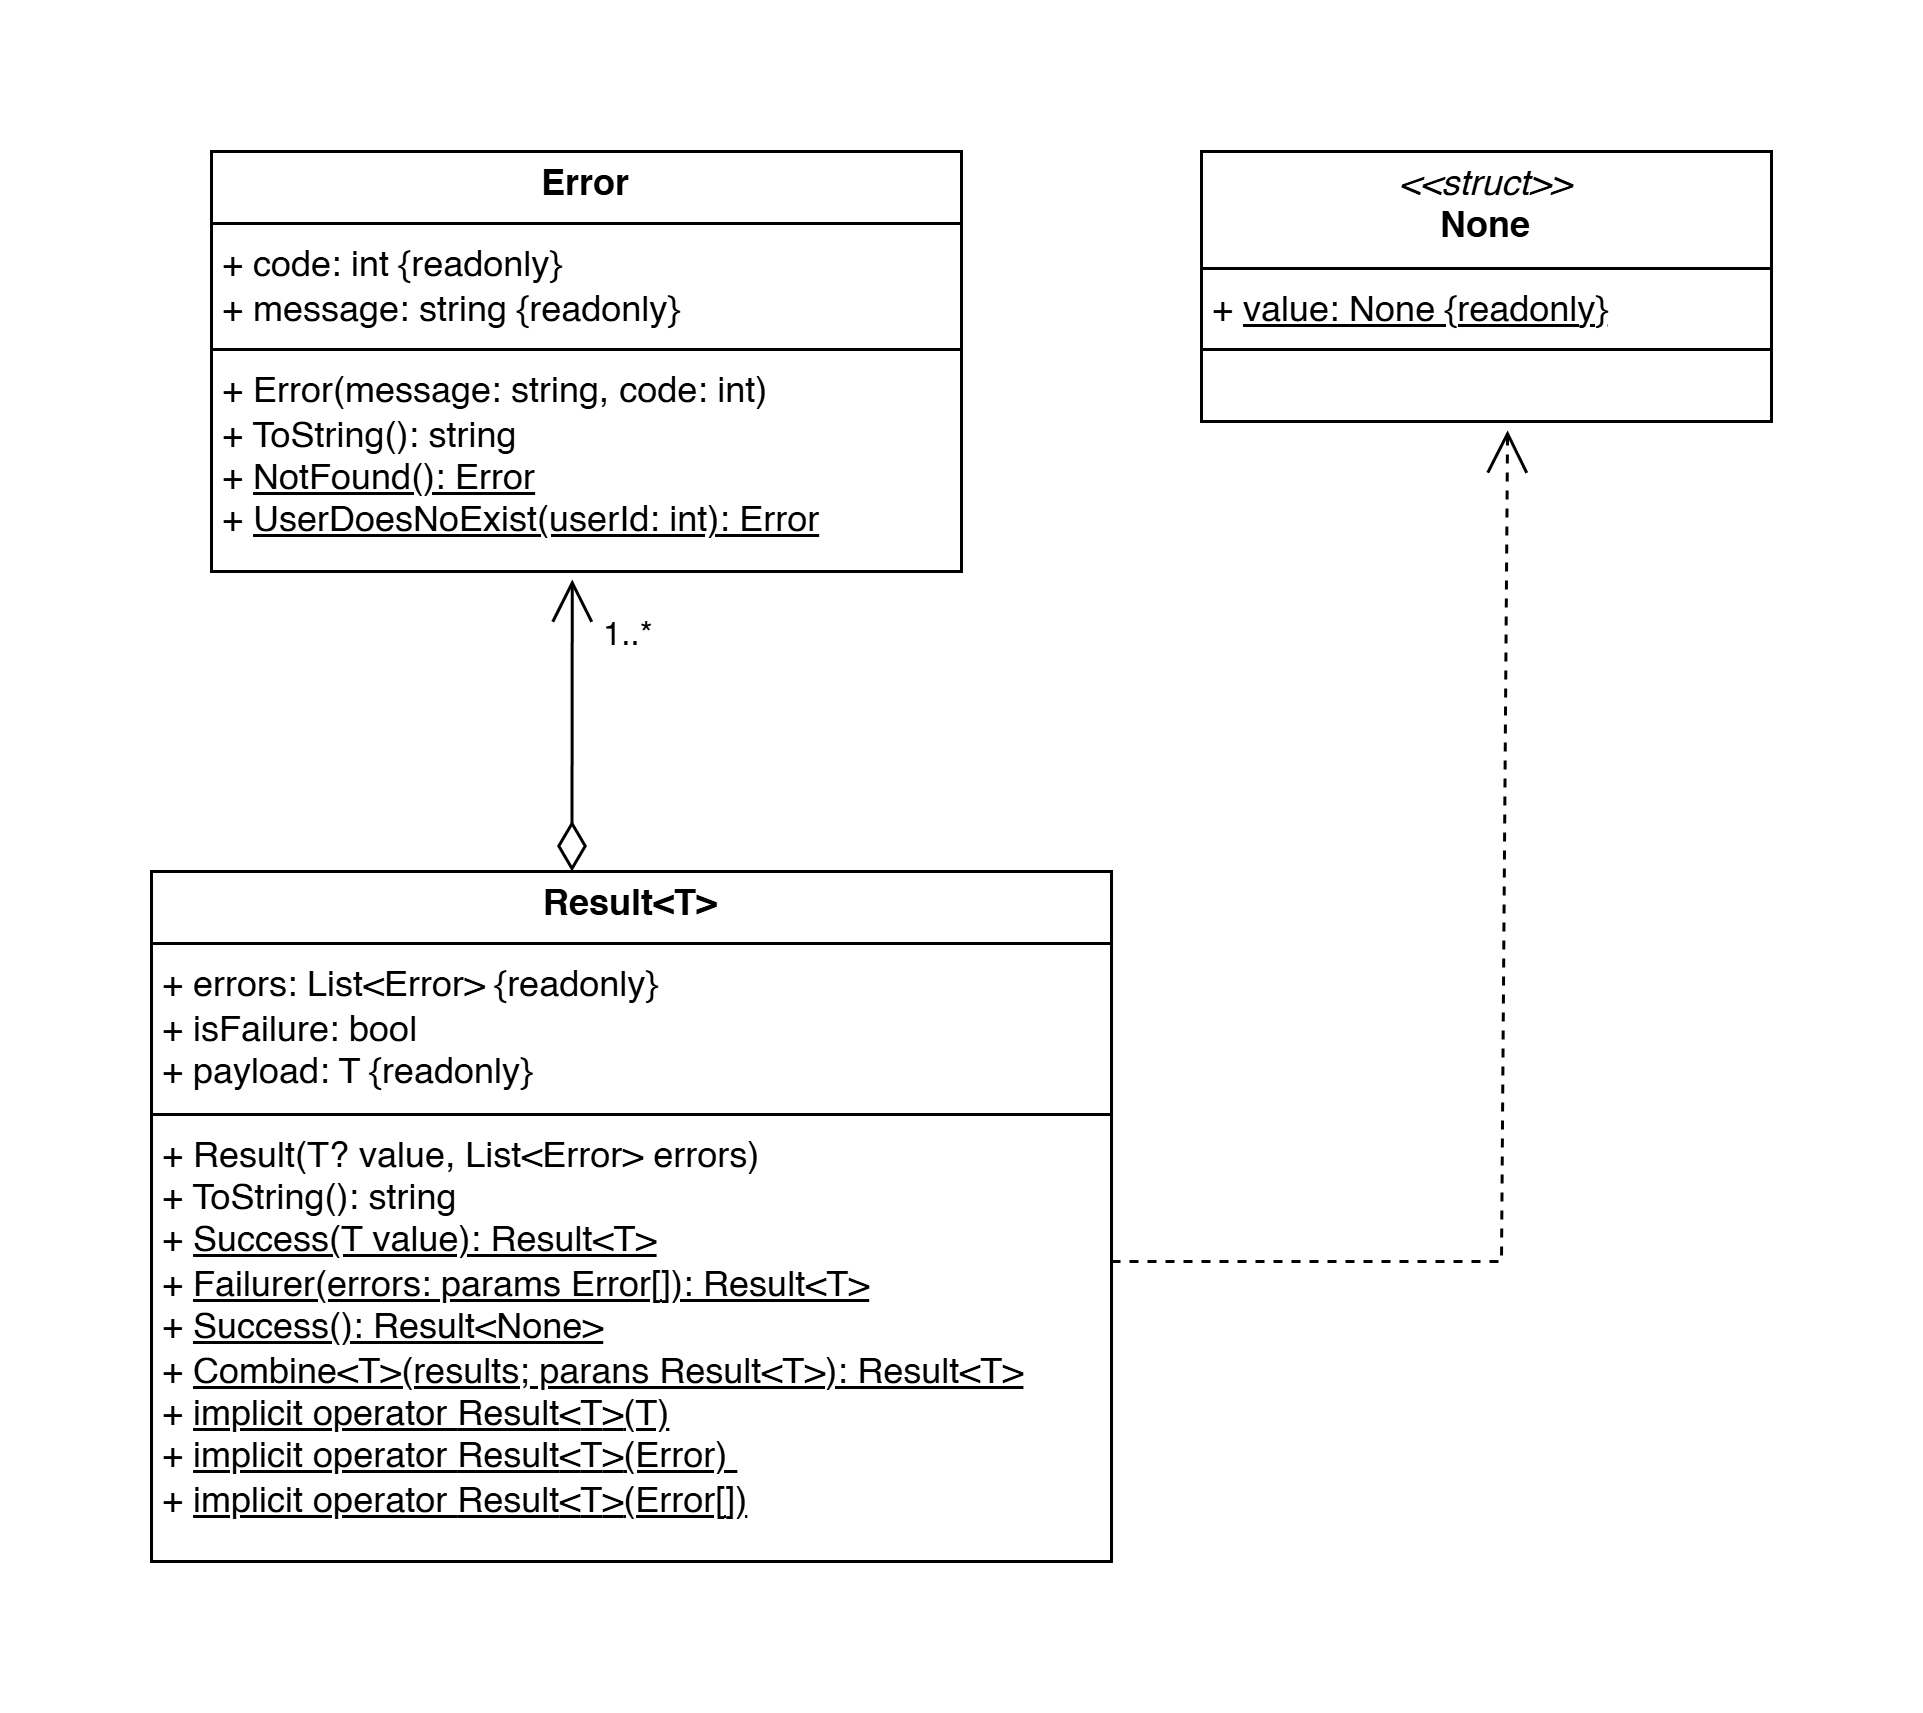 Error
+ code: int {readonly}
+ message: string {readonly}
+ Error(message: string, code: int)
+ ToString(): string
+ NotFound(): Error
+ UserDoesNoExist(userId: int): Error
<<struct>>
None
+ value: None {readonly}
1..*
Result<T>
+ errors: List<Error> {readonly}
+ isFailure: bool
+ payload: T {readonly}
+ Result(T? value, List<Error> errors)
+ ToString(): string
+ Success(T value): Result<T>
+ Failurer(errors: params Error[]): Result<T>
+ Success(): Result<None>
+ Combine<T>(results; parans Result<T>): Result<T>
+ implicit operator Result<T>(T)
+ implicit operator Result<T>(Error)
+ implicit operator Result<T>(Error[])